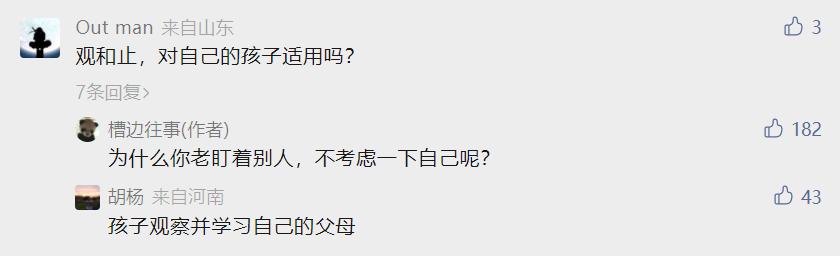 Out man 来自山东 3
观和止，对自己的孩子适用吗？
7条回复>
槽边往事(作者) 182
为什么你老盯着别人，不考虑一下自己呢？
胡杨 来自河南 43
孩子观察并学习自己的父母